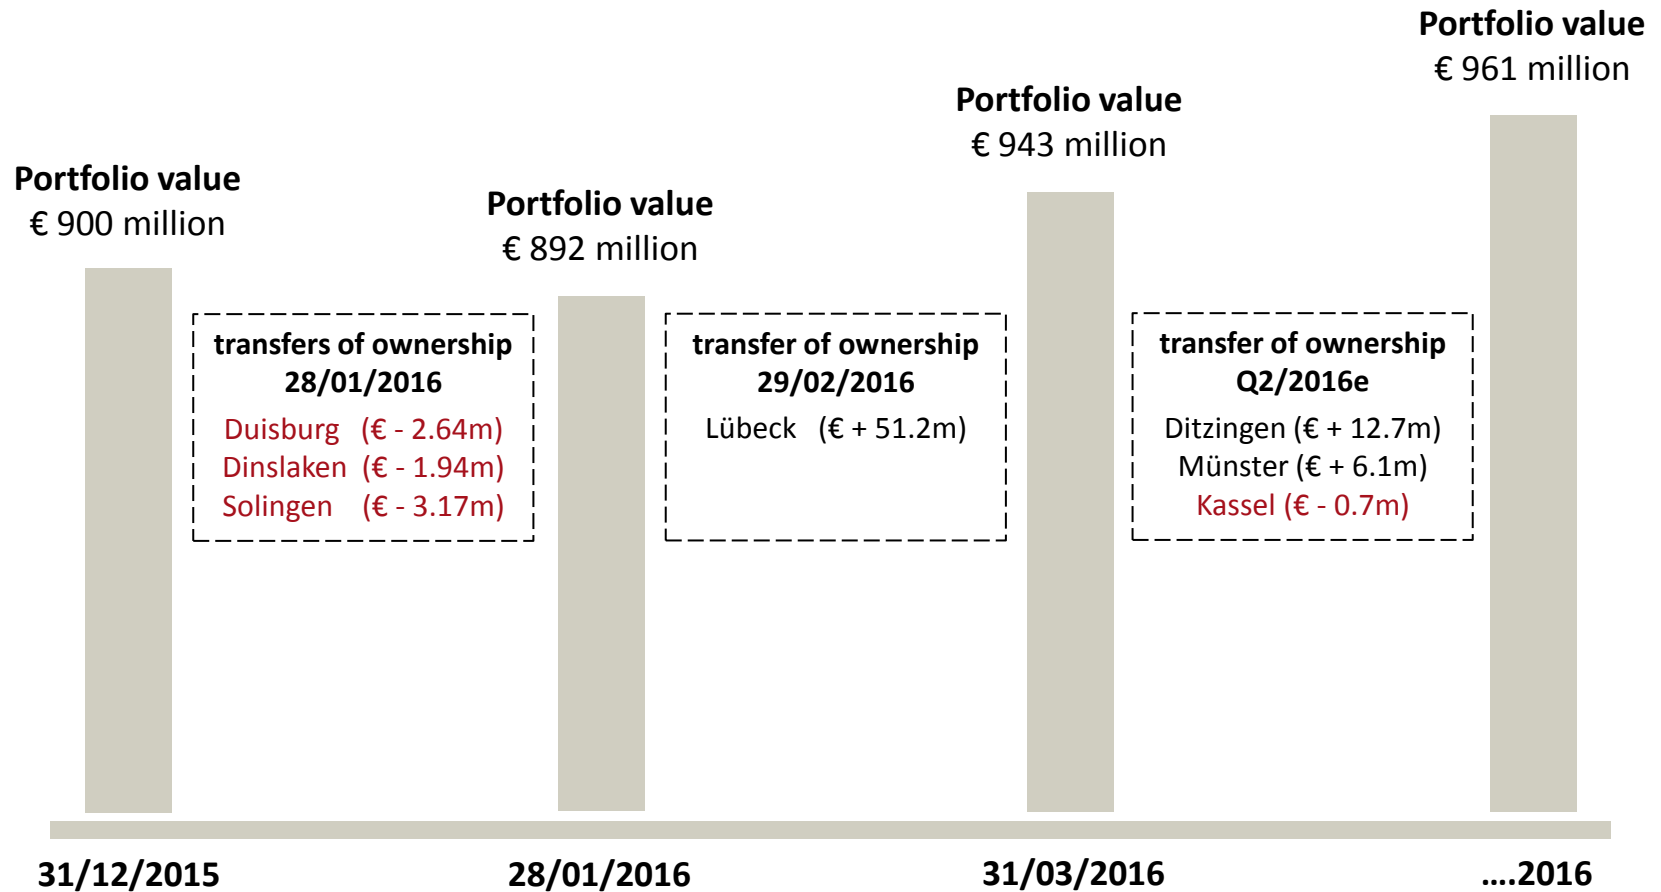 Portfolio value
€ 900 million
Portfolio value
€ 892 million
Portfolio value
€ 943 million
Portfolio value
€ 961 million
transfers of ownership
28/01/2016
Duisburg (€ - 2.64m)
Dinslaken (€ - 1.94m)
Solingen (€ - 3.17m)
transfer of ownership
29/02/2016
Lübeck (€ + 51.2m)
transfer of ownership
Q2/2016e
Ditzingen (€ + 12.7m)
Münster (€ + 6.1m)
Kassel (€ - 0.7m)
31/12/2015
28/01/2016
31/03/2016
....2016